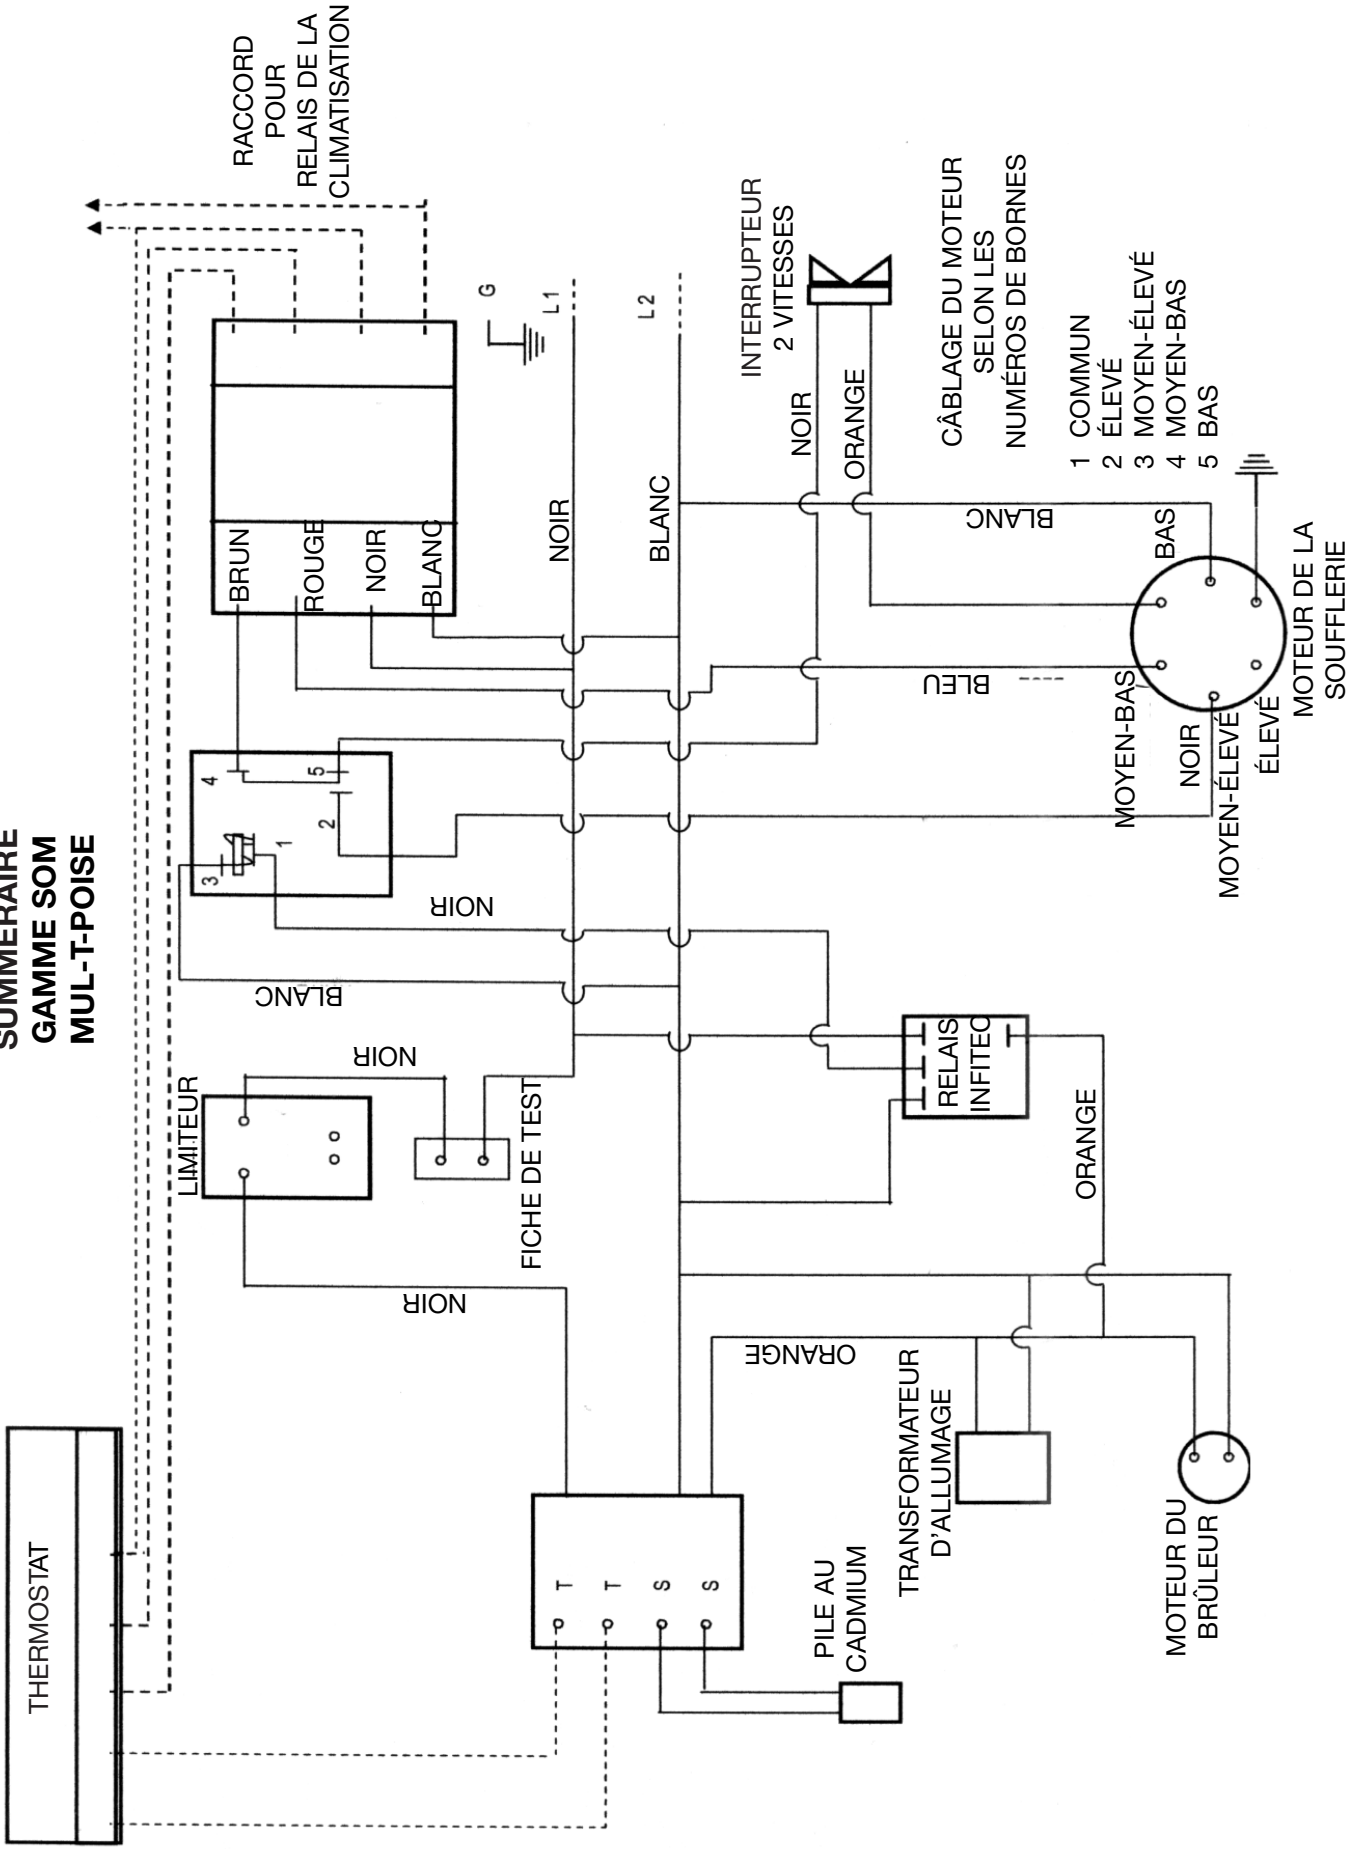 SUMMERAIRE
GAMME SOM
MUL-T-POISE
THERMOSTAT
RACCORD
POUR
RELAIS DE LA
CLIMATISATION
LIMITEUR
NOIR
FICHE DE TEST
NOIR
BLANC
NOIR
3
1
4
2
5
BRUN
ROUGE
NOIR
BLANC
G
L1
L2
NOIR
BLANC
T
T
S
S
PILE AU
CADMIUM
ORANGE
TRANSFORMATEUR
D'ALLUMAGE
MOTEUR DU
BRÛLEUR
RELAIS
INFITEC
ORANGE
INTERRUPTEUR
2 VITESSES
NOIR
ORANGE
BLANC
BLEU
CÂBLAGE DU MOTEUR
SELON LES
NUMÉROS DE BORNES
1 COMMUN
2 ÉLEVÉ
3 MOYEN-ÉLEVÉ
4 MOYEN-BAS
5 BAS
BAS
MOYEN-BAS
NOIR
MOYEN-ÉLEVÉ
ÉLEVÉ
MOTEUR DE LA
SOUFFLERIE